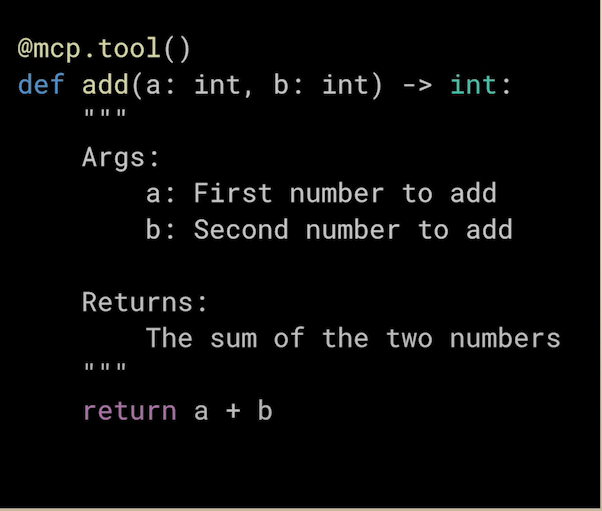 @mcp.tool()
def add(a: int, b: int) -> int:
    """
    Args:
        a: First number to add
        b: Second number to add

    Returns:
        The sum of the two numbers
    """
    return a + b